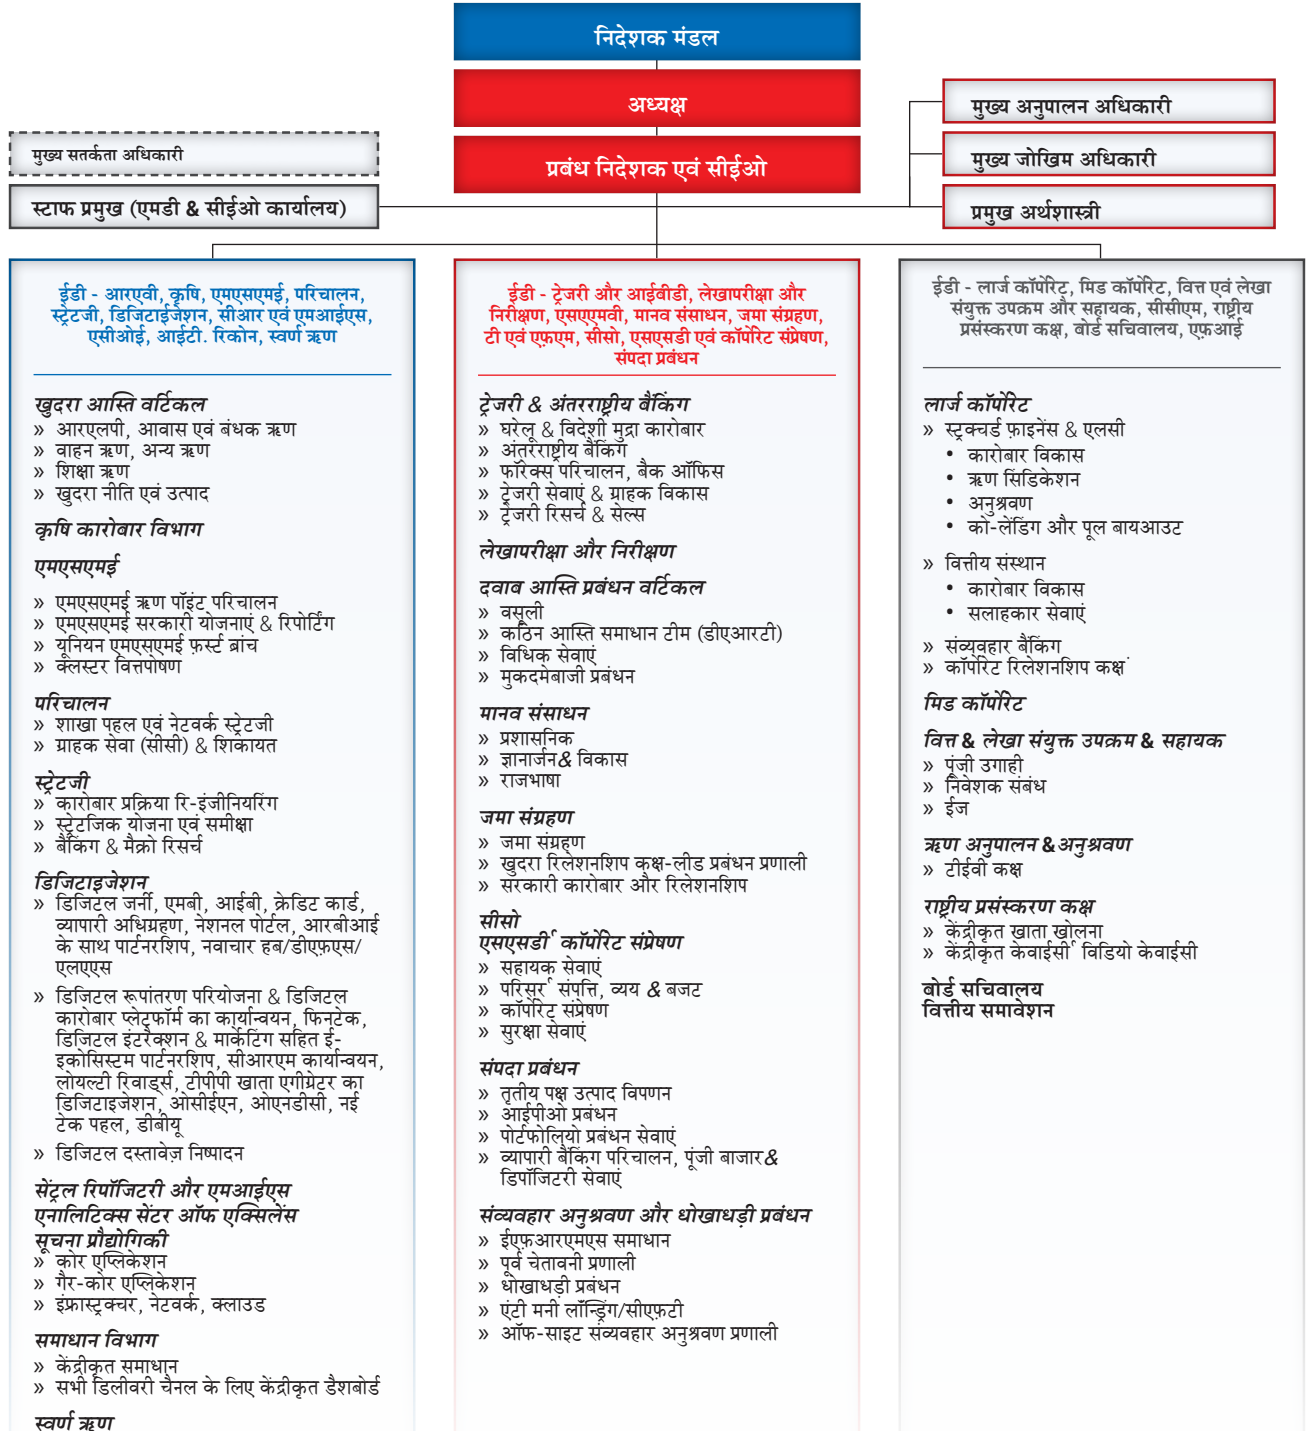 निदेशक मंडल
अध्यक्ष
प्रबंध निदेशक एवं सीईओ
मुख्य सतर्कता अधिकारी
स्टाफ प्रमुख (एमडी & सीईओ कार्यालय)
मुख्य अनुपालन अधिकारी
मुख्य जोखिम अधिकारी
प्रमुख अर्थशास्त्री
ईडी - आरएवी, कृषि, एमएसएमई, परिचालन,
स्ट्रेटजी, डिजिटाईजेशन, सीआर एवं एमआईएस,
एसीओई, आईटी. रिकोन, स्वर्ण ऋण
खुदरा आस्ति वर्टिकल
» आरएलपी, आवास एवं बंधक ऋण
» वाहन ऋण, अन्य ऋण
» शिक्षा ऋण
» खुदरा नीति एवं उत्पाद
कृषि कारोबार विभाग
एमएसएमई
» एमएसएमई ऋण पॉइंट परिचालन
» एमएसएमई सरकारी योजनाएं & रिपोर्टिंग
» यूनियन एमएसएमई फ़र्स्ट ब्रांच
» क्लस्टर वित्तपोषण
परिचालन
» शाखा पहल एवं नेटवर्क स्ट्रेटजी
» ग्राहक सेवा (सीसी) & शिकायत
स्ट्रेटजी
» कारोबार प्रक्रिया रि-इंजीनियरिंग
» स्ट्रेटजिक योजना एवं समीक्षा
» बैंकिंग & मैक्रो रिसर्च
डिजिटाइजेशन
» डिजिटल जर्नी, एमबी, आईबी, क्रेडिट कार्ड,
व्यापारी अधिग्रहण, नेशनल पोर्टल, आरबीआई
के साथ पार्टनरशिप, नवाचार हब/डीएफ़एस/
एलएएस
» डिजिटल रूपांतरण परियोजना & डिजिटल
कारोबार प्लेट्फॉर्म का कार्यान्वयन, फिनटेक,
डिजिटल इंटरैक्शन & मार्केटिंग सहित ई-
इकोसिस्टम पार्टनरशिप, सीआरएम कार्यान्वयन,
लोयल्टी रिवार्ड्स, टीपीपी खाता एगीग्रेटर का
डिजिटाइजेशन, ओसीईएन, ओएनडीसी, नई
टेक पहल, डीबीयू
» डिजिटल दस्तावेज़ निष्पादन
सेंट्रल रिपॉजिटरी और एमआईएस
एनालिटिक्स सेंटर ऑफ एक्सिलेंस
सूचना प्रौद्योगिकी
» कोर एप्लिकेशन
» गैर-कोर एप्लिकेशन
» इंफ्रास्ट्रक्चर, नेटवर्क, क्लाउड
समाधान विभाग
» केंद्रीकृत समाधान
» सभी डिलीवरी चैनल के लिए केंद्रीकृत डैशबोर्ड
स्वर्ण ऋण
ईडी - ट्रेजरी और आईवीडी, लेखापरीक्षा और
निरीक्षण, एसएएमवी, मानव संसाधन, जमा संग्रहण,
टी एवं एफ़एम, सीसो, एसएसडी एवं कॉर्पोरेट संप्रेषण,
संपदा प्रबंधन
ट्रेजरी & अंतरराष्ट्रीय बैंकिंग
» घरेलू & विदेशी मुद्रा कारोबार
» अंतरराष्ट्रीय बैंकिंग
» फॉरेक्स परिचालन, बैक ऑफिस
» ट्रेजरी सेवाएं & ग्राहक विकास
» ट्रेजरी रिसर्च & सेल्स
लेखापरीक्षा और निरीक्षण
दवाब आस्ति प्रबंधन वर्टिकल
» वसूली
» कठिन आस्ति समाधान टीम (डीएआरटी)
» विधिक सेवाएं
» मुकदमेबाजी प्रबंधन
मानव संसाधन
» प्रशासनिक
» ज्ञानार्जन& विकास
» राजभाषा
जमा संग्रहण
» जमा संग्रहण
» खुदरा रिलेशनशिप कक्ष-लीड प्रबंधन प्रणाली
» सरकारी कारोबार और रिलेशनशिप
सीसो
एसएसडी र्कॉर्पोरेट संप्रेषण
» सहायक सेवाएं
» परिसर र्संपत्ति, व्यय & बजट
» कॉर्पोरेट संप्रेषण
» सुरक्षा सेवाएं
संपदा प्रबंधन
» तृतीय पक्ष उत्पाद विपणन
» आईपीओ प्रबंधन
» पोर्टफोलियो प्रबंधन सेवाएं
» व्यापारी बैंकिंग परिचालन, पूंजी बाजार&
डिपॉजिटरी सेवाएं
संव्यवहार अनुश्रवण और धोखाधड़ी प्रबंधन
» ईएफ़आरएमएस समाधान
» पूर्व चेतावनी प्रणाली
» धोखाधड़ी प्रबंधन
» एंटी मनी लॉन्ड्रिंग/सीएफ़टी
» ऑफ-साइट संव्यवहार अनुश्रवण प्रणाली
ईडी - लार्ज कॉर्पोरेट, मिड कॉर्पोरेट, वित्त एवं लेखा
संयुक्त उपक्रम और सहायक, सीसीएम, राष्ट्रीय
प्रसंस्करण कक्ष, बोर्ड सचिवालय, एफ़आई
लार्ज कॉर्पोरेट
» स्ट्रक्चर्ड फ़ाइनेंस & एलसी
• कारोबार विकास
• ऋण सिंडिकेशन
• अनुश्रवण
• को-लेंडिंग और पूल बायआउट
» वित्तीय संस्थान
• कारोबार विकास
• सलाहकार सेवाएं
» संव्यवहार बैंकिंग
» कॉर्पोरेट रिलेशनशिप कक्ष
मिड कॉर्पोरेट
वित्त & लेखा संयुक्त उपक्रम & सहायक
» पूंजी उगाही
» निवेशक संबंध
» ईज
ऋण अनुपालन &अनुश्रवण
» टीईवी कक्ष
राष्ट्रीय प्रसंस्करण कक्ष
» केंद्रीकृत खाता खोलना
» केंद्रीकृत केवाईसी र्विडियो केवाईसी
बोर्ड सचिवालय
वित्तीय समावेशन